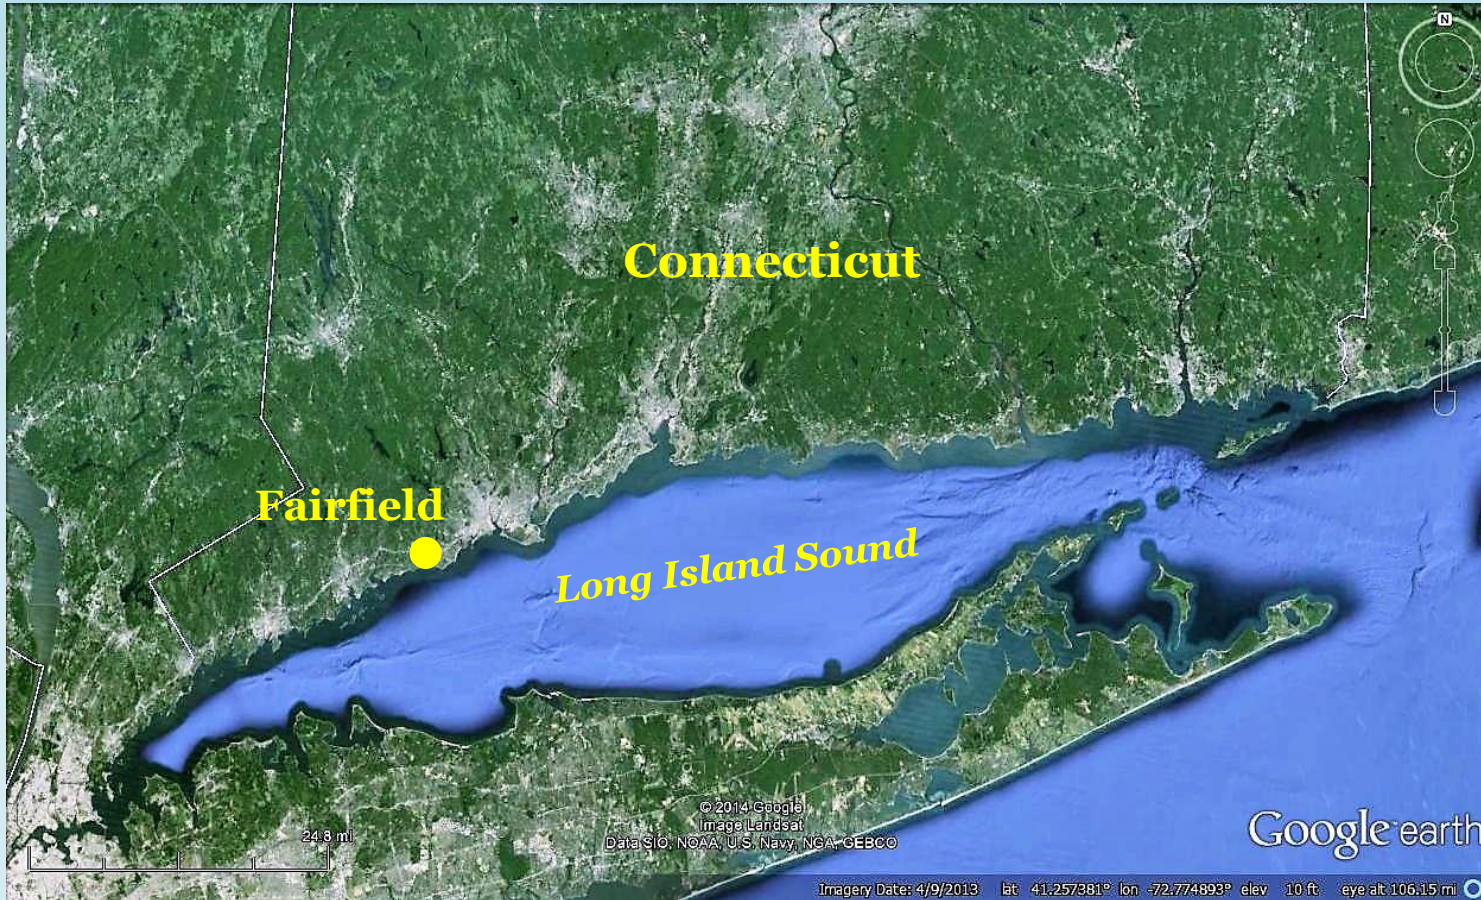 N
Connecticut
Fairfield
Long Island Sound
© 2014 Google
Image Landsat
Data SIO, NOAA, U.S. Navy, NGA, GEBCO
24.8 mi
Google earth
Imagery Date: 4/9/2013 lat 41.257381° lon -72.774893° elev 10 ft eye alt 106.15 mi